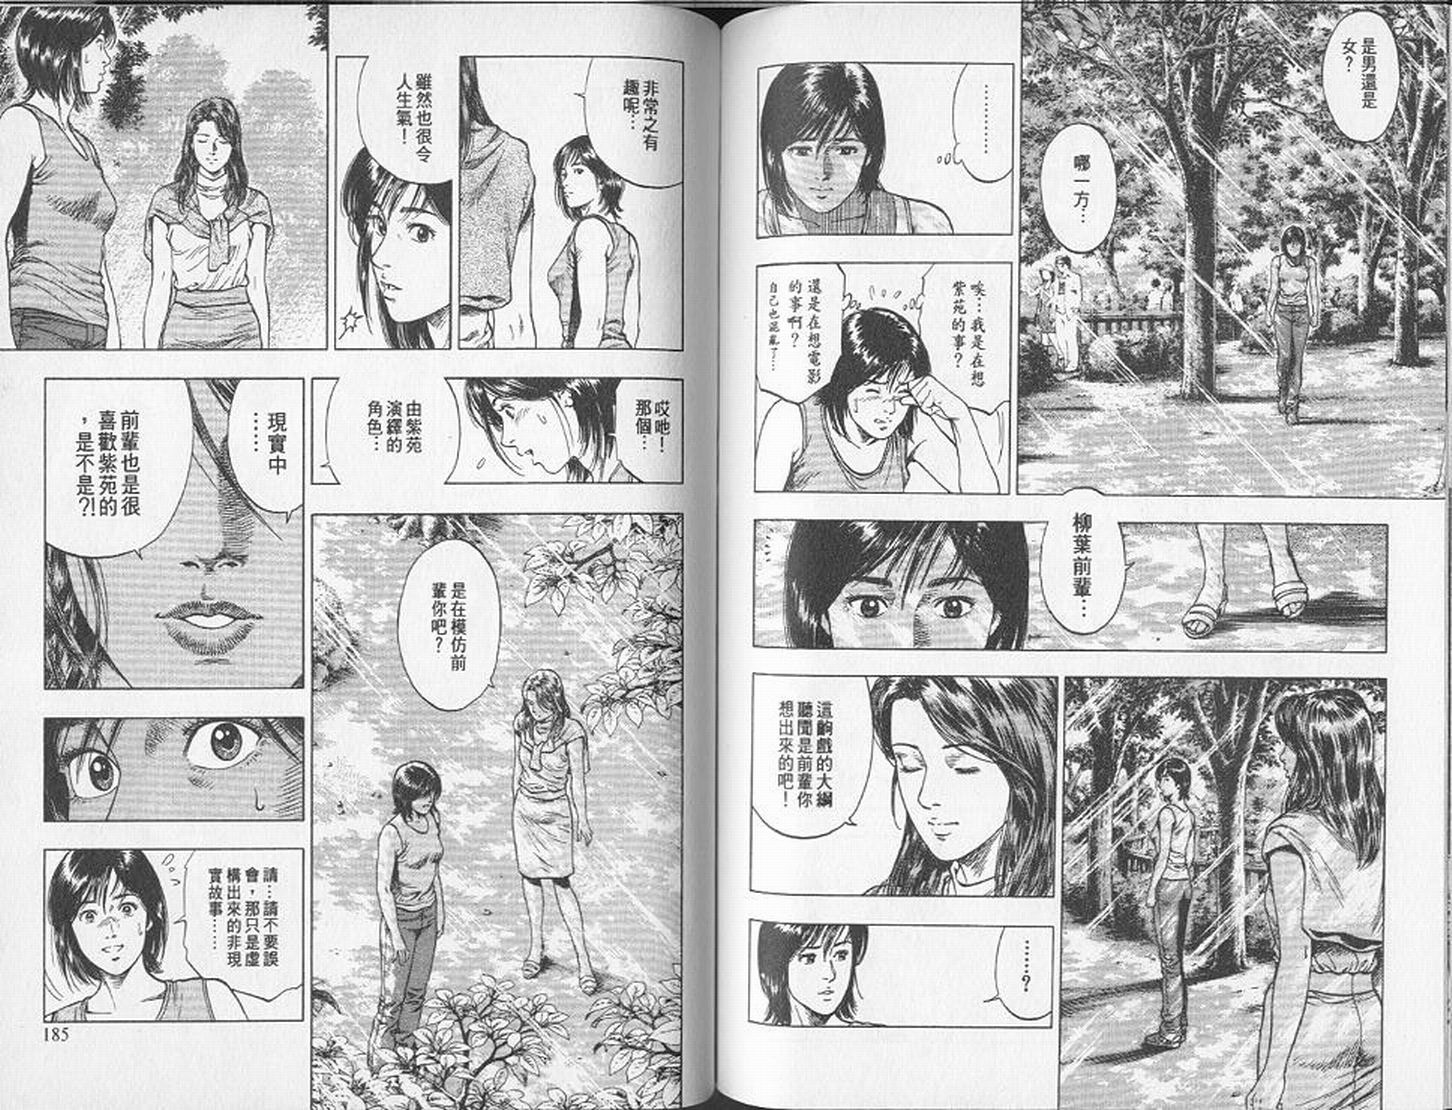 是男還是
女?
哪一方…
………
唉…我是在想
紫苑的事?
還是在想電影
的事啊?
自己也混亂了…
柳葉前輩…
這齣戲的大綱
聽聞是前輩你
想出來的吧!
……?
非常之有
趣呢…
雖然也很令
人生氣!
哎吔!
那個…
由紫苑
演繹的
角色…
是在模仿前
輩你吧?
現實中
……
前輩也是很
喜歡紫苑的
，是不是?!
請…請不要誤
會，那只是虛
構出來的非現
實故事……
185